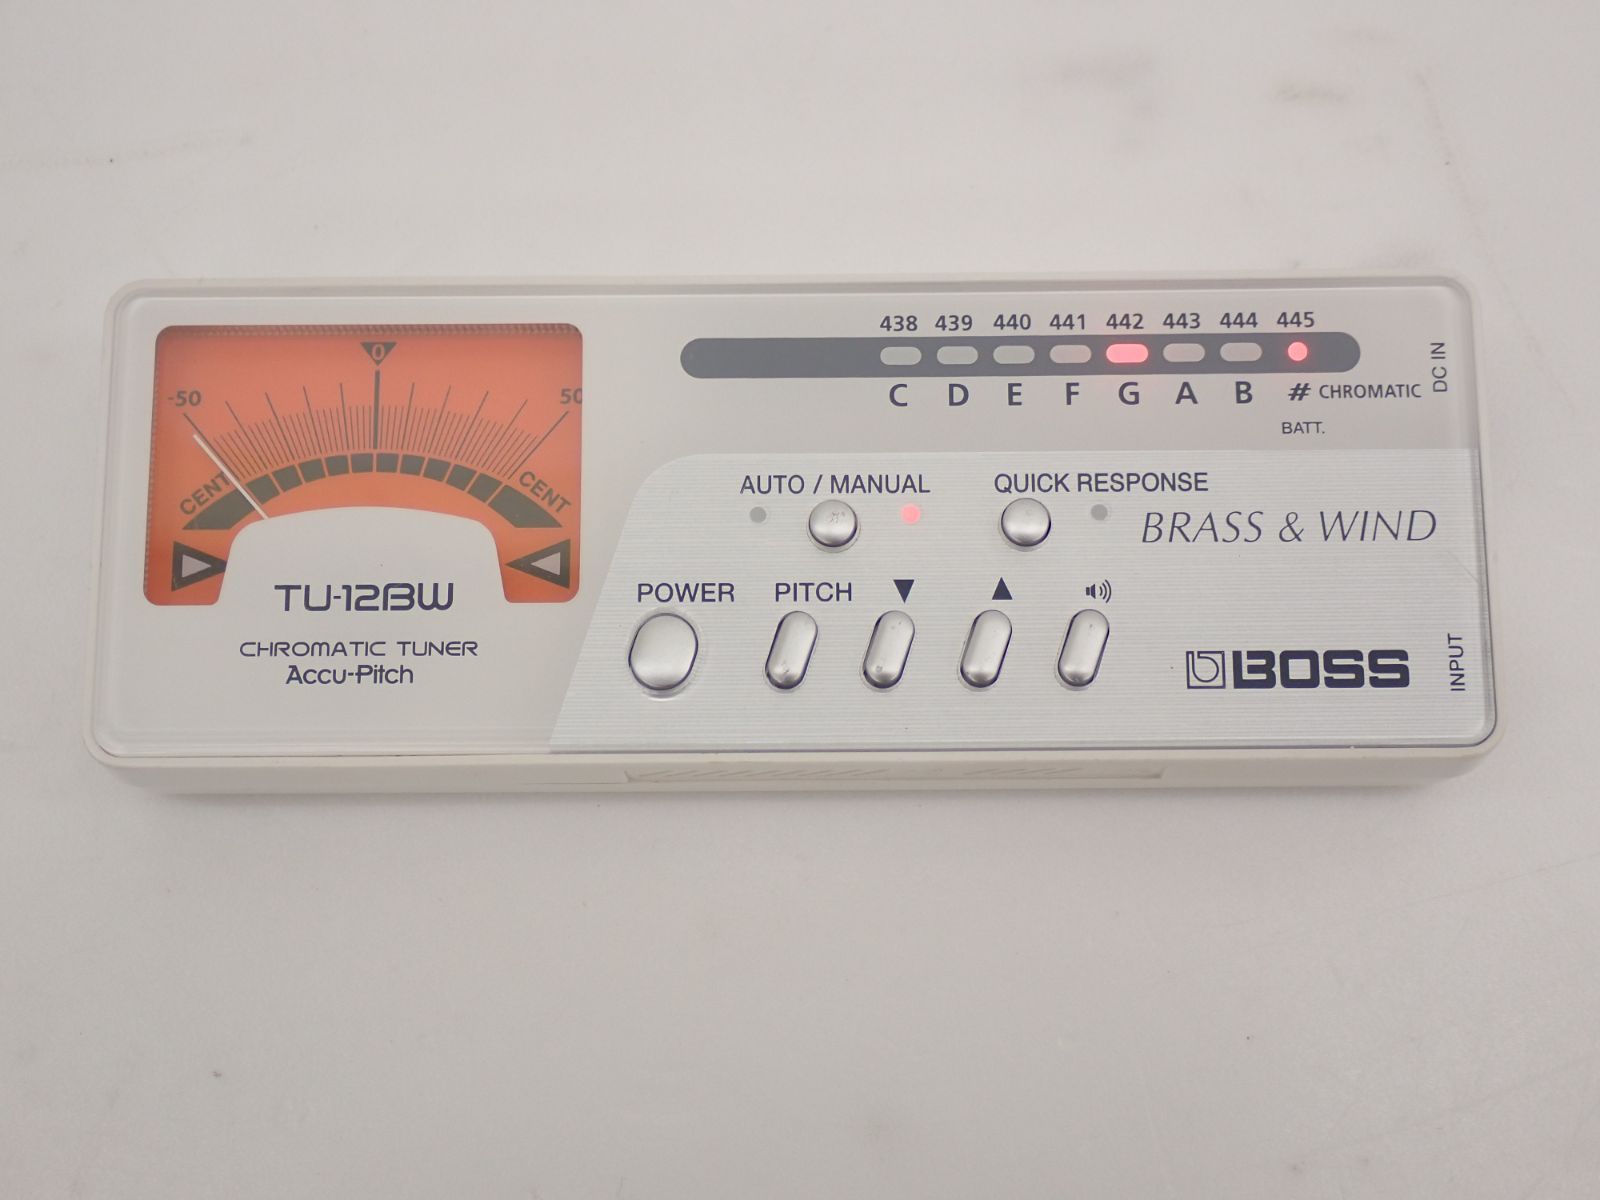 438 439 440 441 442 443 444 445
C D E F G A B # CHROMATIC
DC IN
BATT.
-50 0 50
CENT CENT
TU-12BW
CHROMATIC TUNER
Accu-Pitch
AUTO / MANUAL QUICK RESPONSE
BRASS & WIND
POWER PITCH ▼ ▲
BOSS
INPUT